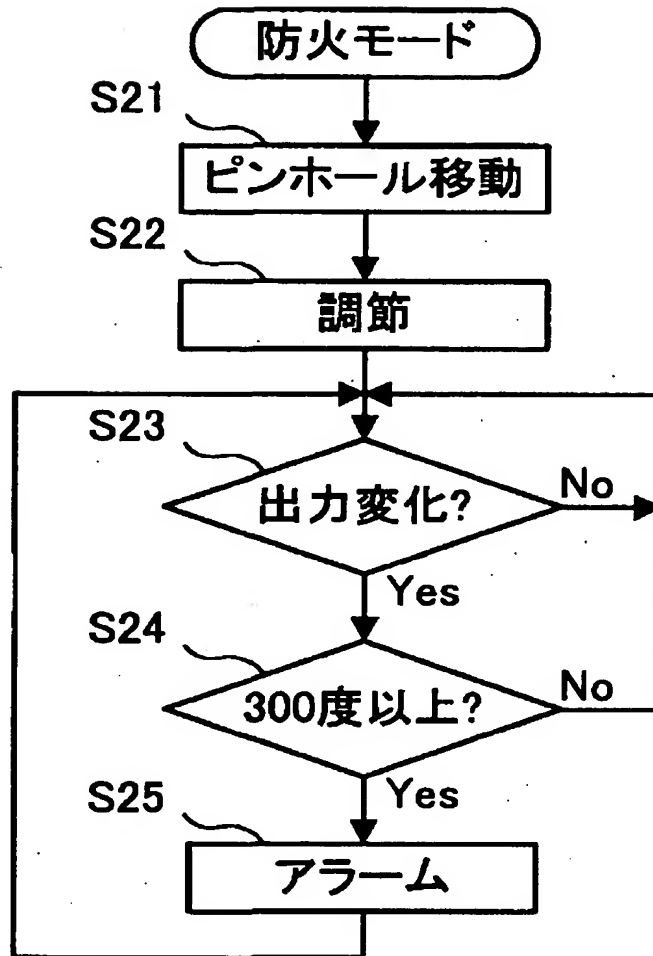 防火モード
S21
ピンホール移動
S22
調節
S23
出力変化?
No
Yes
S24
300度以上?
No
Yes
S25
アラーム